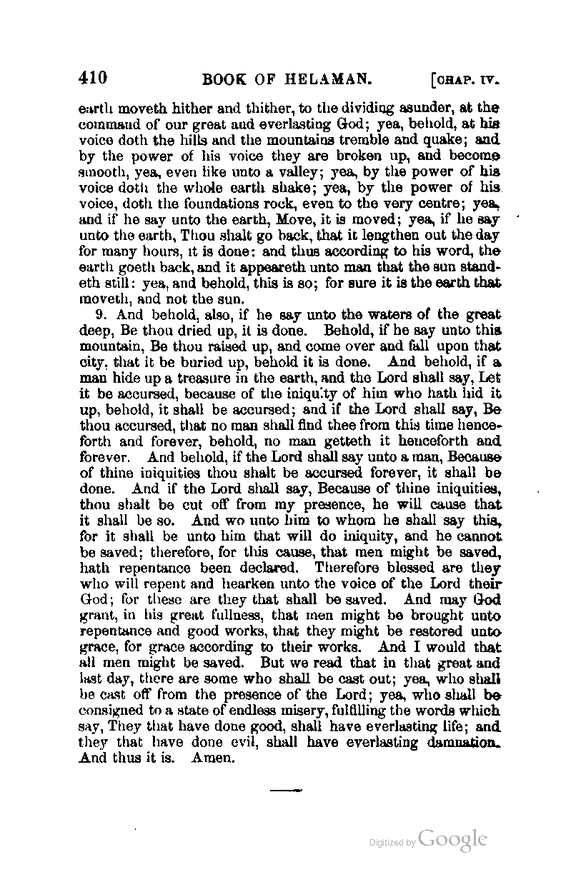 410 BOOK OF HELAMAN. [CHAP. IV.
earth moveth hither and thither, to the dividing asunder, at the
command of our great and everlasting God; yea, behold, at his
voice doth the hills and the mountains tremble and quake; and
by the power of his voice they are broken up, and become
smooth, yea, even like unto a valley; yea, by the power of his
voice doth the whole earth shake; yea, by the power of his
voice, doth the foundations rock, even to the very centre; yea,
and if he say unto the earth, Move, it is moved; yea, if he say
unto the earth, Thou shalt go back, that it lengthen out the day
for many hours, it is done: and thus according to his word, the
earth goeth back, and it appeareth unto man that the sun stand-
eth still: yea, and behold, this is so; for sure it is the earth that
moveth, and not the sun.
9. And behold, also, if he say unto the waters of the great
deep, Be thou dried up, it is done. Behold, if he say unto this
mountain, Be thou raised up, and come over and fall upon that
city, that it be buried up, behold it is done. And behold, if a
man hide up a treasure in the earth, and the Lord shall say, Let
it be accursed, because of the iniquity of him who hath hid it
up, behold, it shall be accursed; and if the Lord shall say, Be
thou accursed, that no man shall find thee from this time hence-
forth and forever, behold, no man getteth it henceforth and
forever. And behold, if the Lord shall say unto a man, Because
of thine iniquities thou shalt be accursed forever, it shall be
done. And if the Lord shall say, Because of thine iniquities,
thou shalt be cut off from my presence, he will cause that
it shall be so. And wo unto him to whom he shall say this,
for it shall be unto him that will do iniquity, and he cannot
be saved; therefore, for this cause, that men might be saved,
hath repentance been declared. Therefore blessed are they
who will repent and hearken unto the voice of the Lord their
God; for these are they that shall be saved. And may God
grant, in his great fullness, that men might be brought unto
repentance and good works, that they might be restored unto
grace, for grace according to their works. And I would that
all men might be saved. But we read that in that great and
last day, there are some who shall be cast out; yea, who shall
be cast off from the presence of the Lord; yea, who shall be
consigned to a state of endless misery, fulfilling the words which
say, They that have done good, shall have everlasting life; and
they that have done evil, shall have everlasting damnation.
And thus it is. Amen.
Digitized by Google